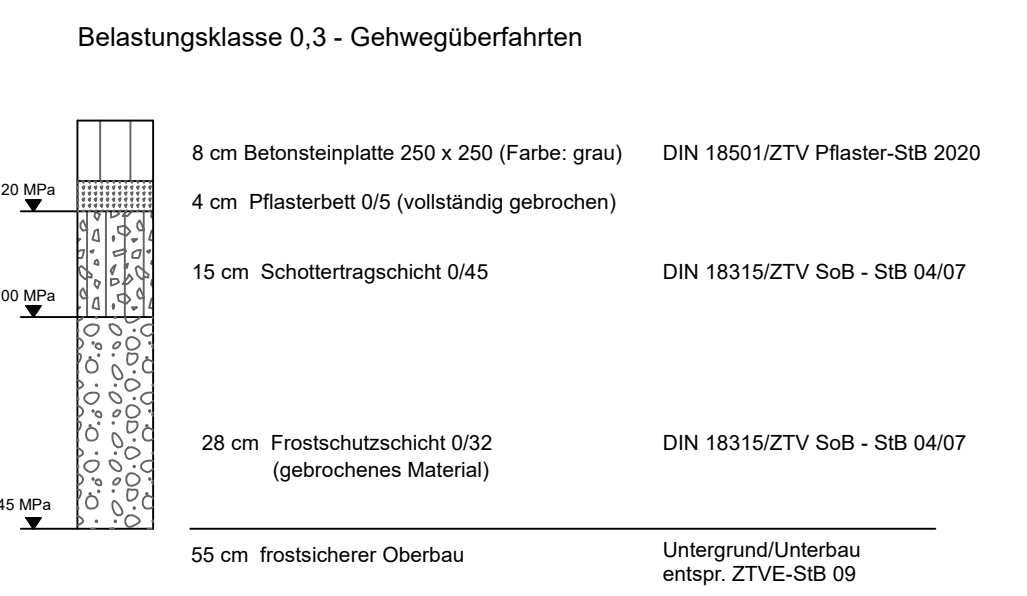 Belastungsklasse 0,3 - Gehwegüberfahrten
8 cm Betonsteinplatte 250 x 250 (Farbe: grau) DIN 18501/ZTV Pflaster-StB 2020
20 MPa
4 cm Pflasterbett 0/5 (vollständig gebrochen)
15 cm Schottertragschicht 0/45 DIN 18315/ZTV SoB - StB 04/07
00 MPa
28 cm Frostschutzschicht 0/32 DIN 18315/ZTV SoB - StB 04/07
(gebrochenes Material)
45 MPa
55 cm frostsicherer Oberbau Untergrund/Unterbau
entspr. ZTVE-StB 09